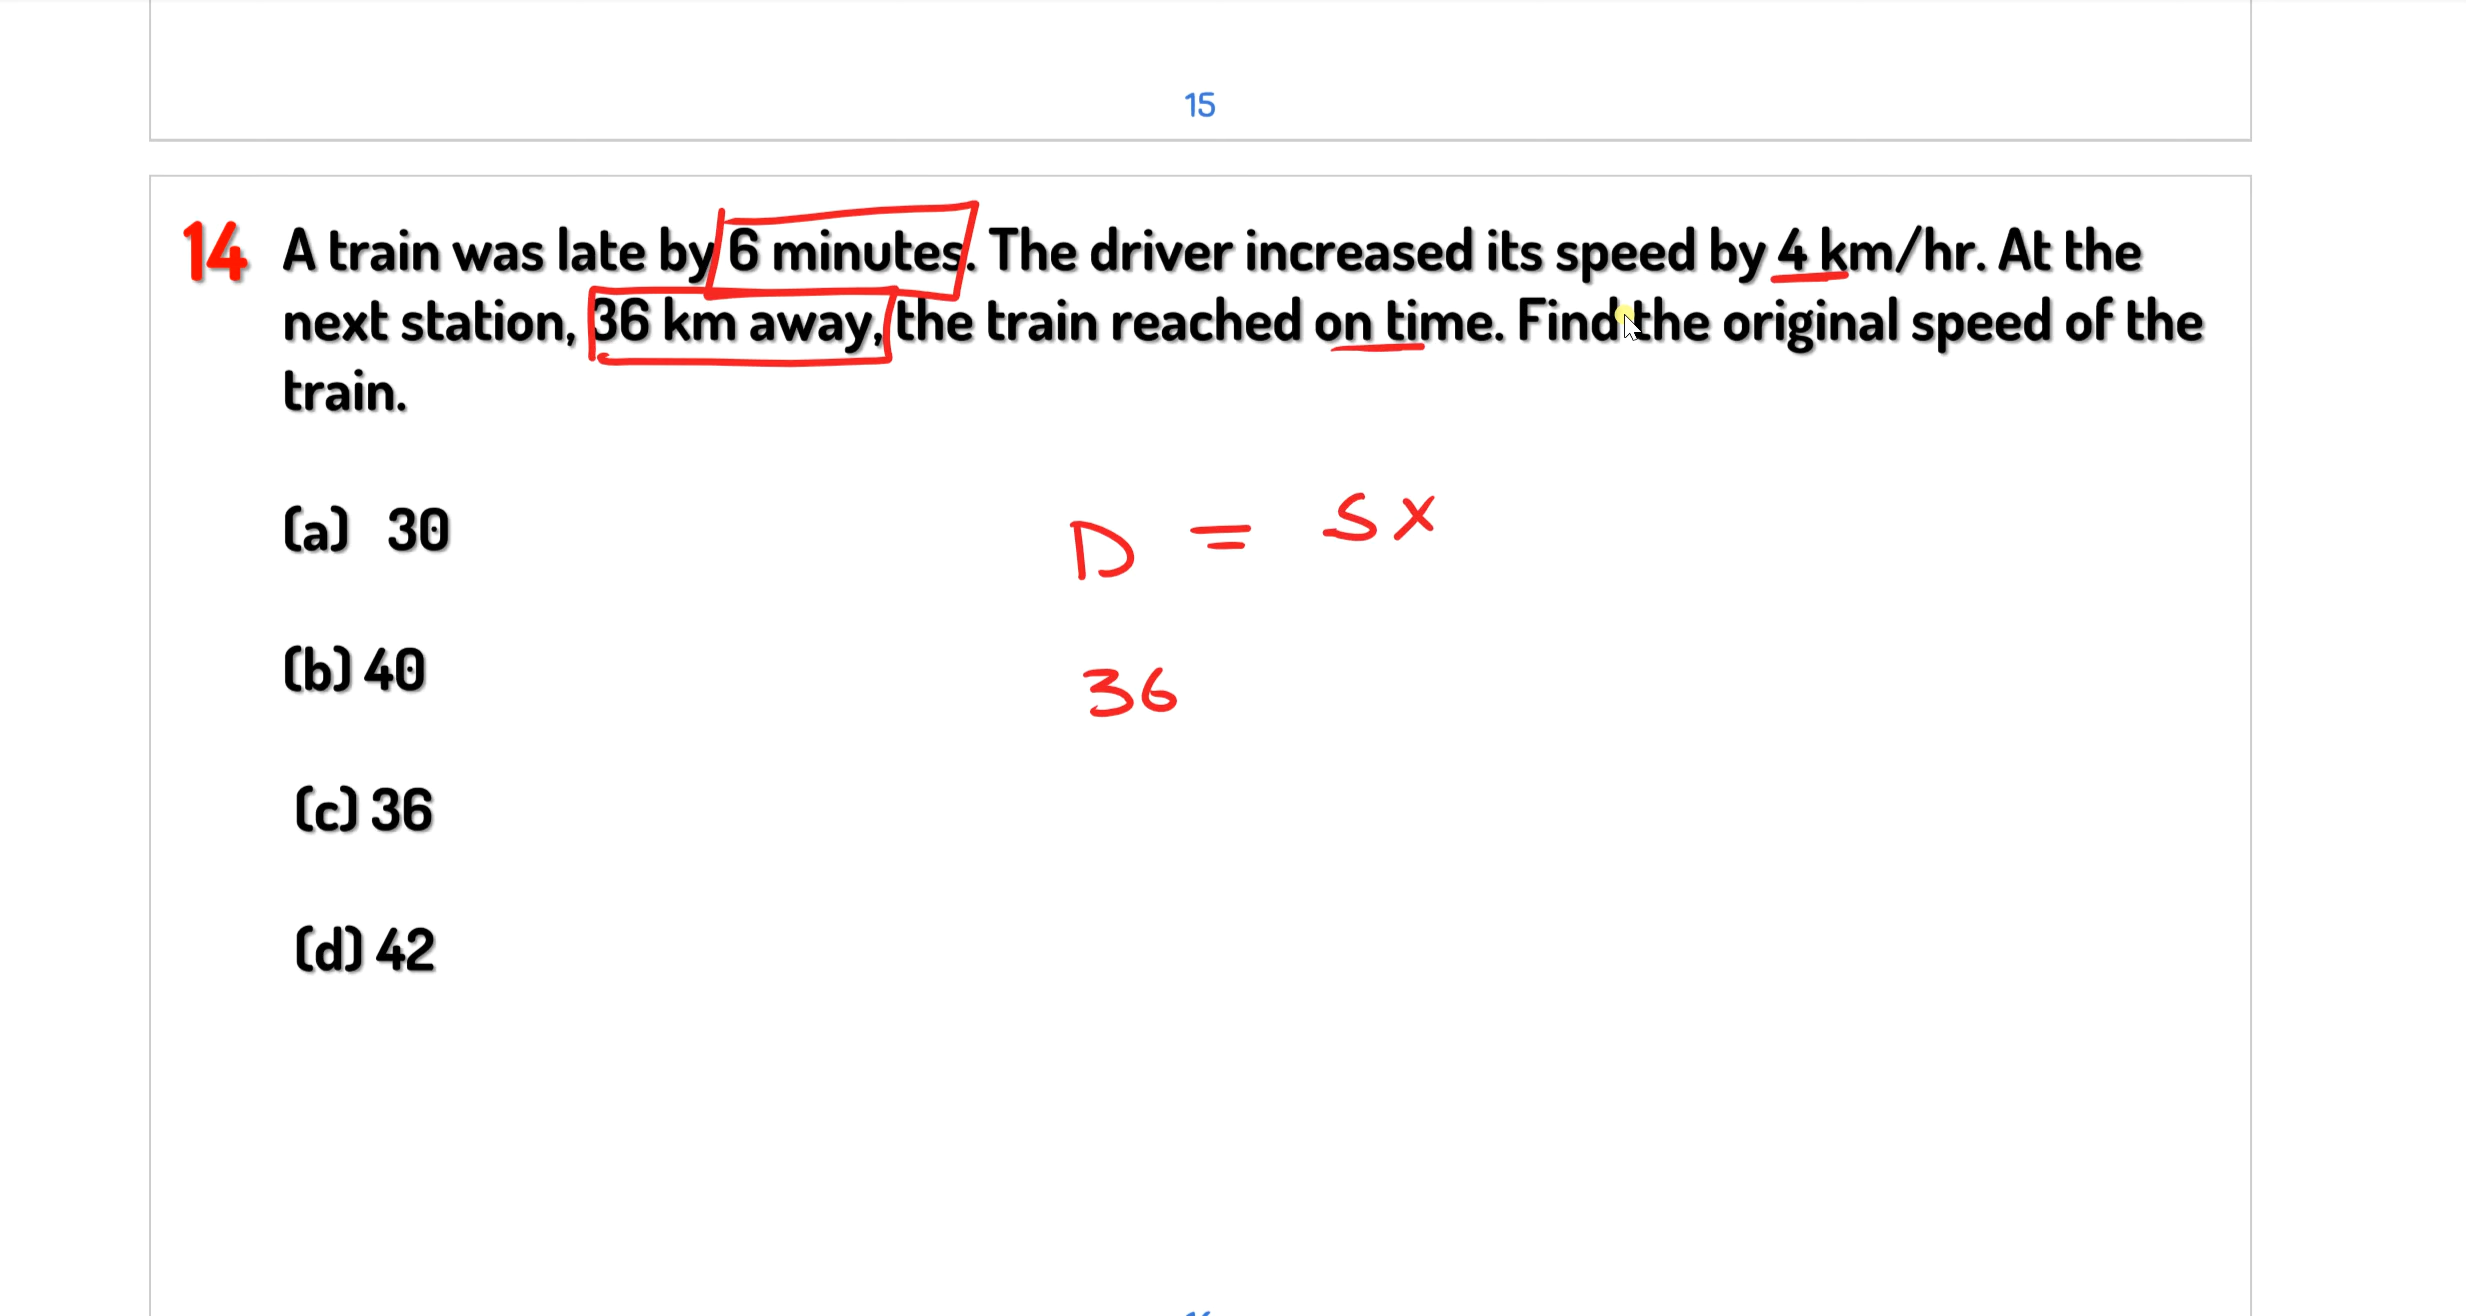 15
14 A train was late by 6 minutes. The driver increased its speed by 4 km/hr. At the
next station, 36 km away, the train reached on time. Find the original speed of the
train.
(a) 30
D = S ×
(b) 40
36
(c) 36
(d) 42